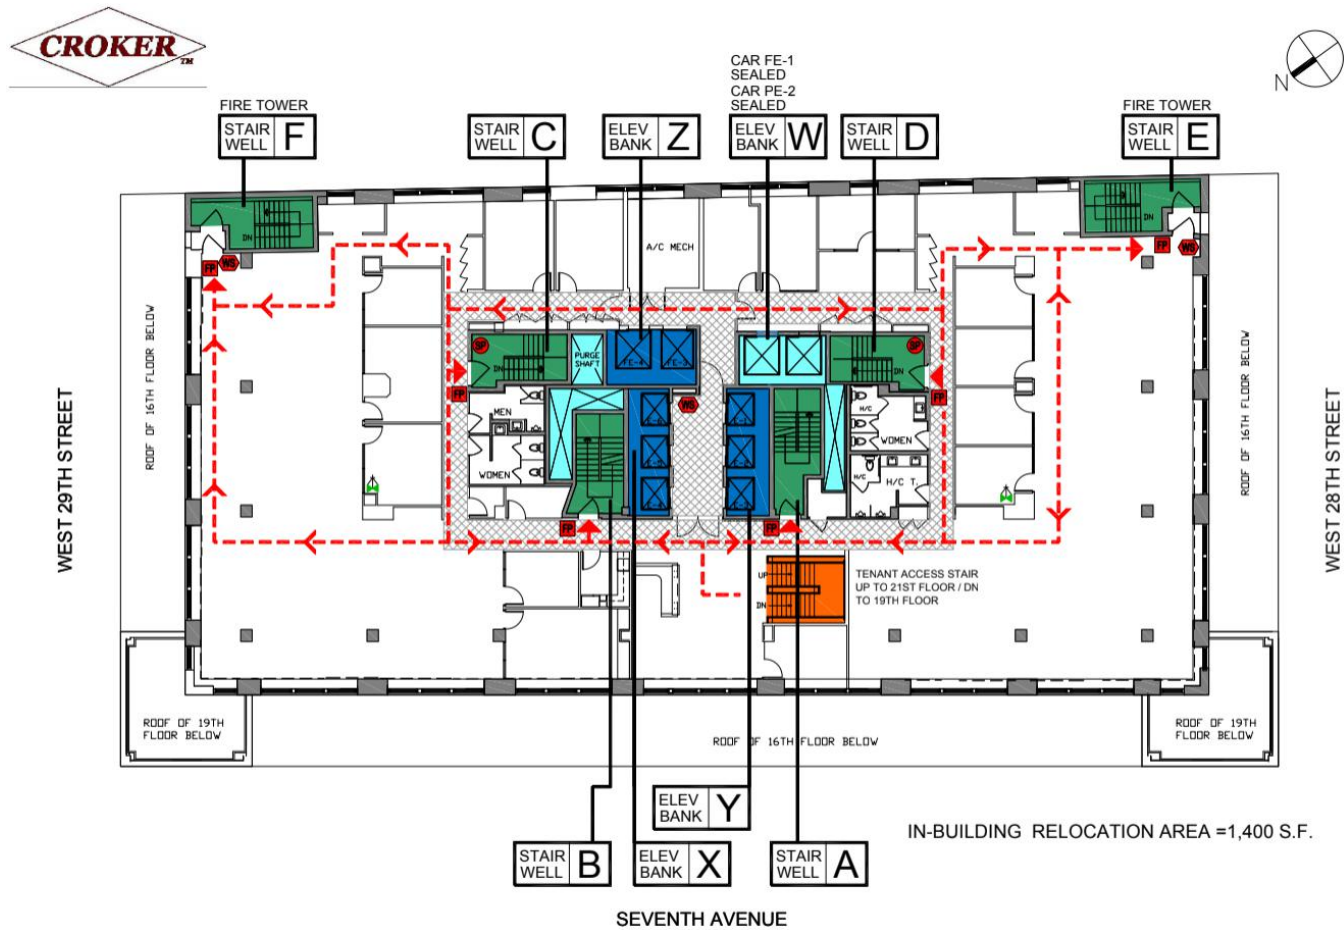 CROKER
TM
N
CAR FE-1
SEALED
CAR PE-2
SEALED
FIRE TOWER
STAIR
WELL F
STAIR
WELL C
ELEV
BANK Z
ELEV
BANK W
STAIR
WELL D
FIRE TOWER
STAIR
WELL E
DN
DN
A/C MECH
FP
WS
FP
WS
SP
DN
PURGE
SHAFT
FE-4
FE-3
DN
SP
FP
WS
FP
MEN
WOMEN
H/C
WOMEN
H/C
H/C T.
FP
FP
ROOF OF 16TH FLOOR BELOW
ROOF OF 16TH FLOOR BELOW
WEST 29TH STREET
WEST 28TH STREET
UP
DN
TENANT ACCESS STAIR
UP TO 21ST FLOOR / DN
TO 19TH FLOOR
ROOF OF 19TH
FLOOR BELOW
ROOF OF 16TH FLOOR BELOW
ROOF OF 19TH
FLOOR BELOW
ELEV
BANK Y
IN-BUILDING RELOCATION AREA =1,400 S.F.
STAIR
WELL B
ELEV
BANK X
STAIR
WELL A
SEVENTH AVENUE